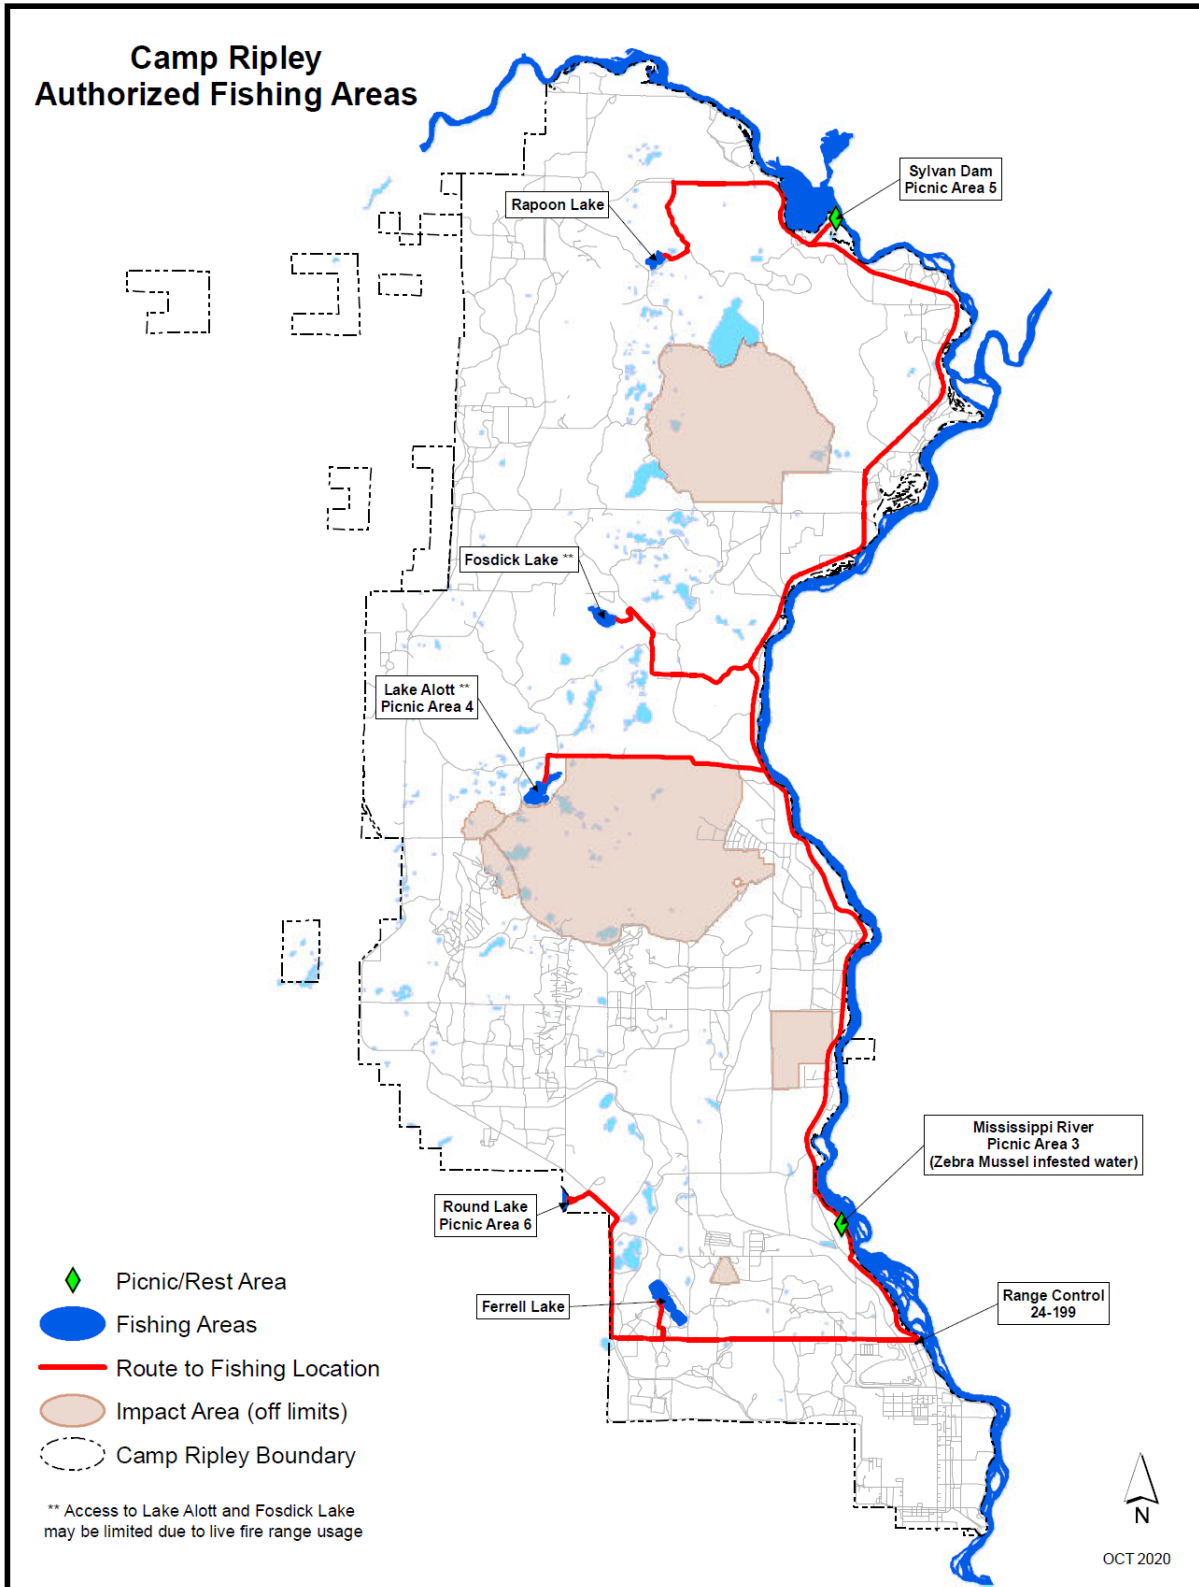 Camp Ripley
Authorized Fishing Areas
Sylvan Dam
Picnic Area 5
Rapoon Lake
Fosdick Lake **
Lake Alott **
Picnic Area 4
Mississippi River
Picnic Area 3
(Zebra Mussel infested water)
Round Lake
Picnic Area 6
Ferrell Lake
Range Control
24-199
Picnic/Rest Area
Fishing Areas
Route to Fishing Location
Impact Area (off limits)
Camp Ripley Boundary
** Access to Lake Alott and Fosdick Lake
may be limited due to live fire range usage
N
OCT 2020